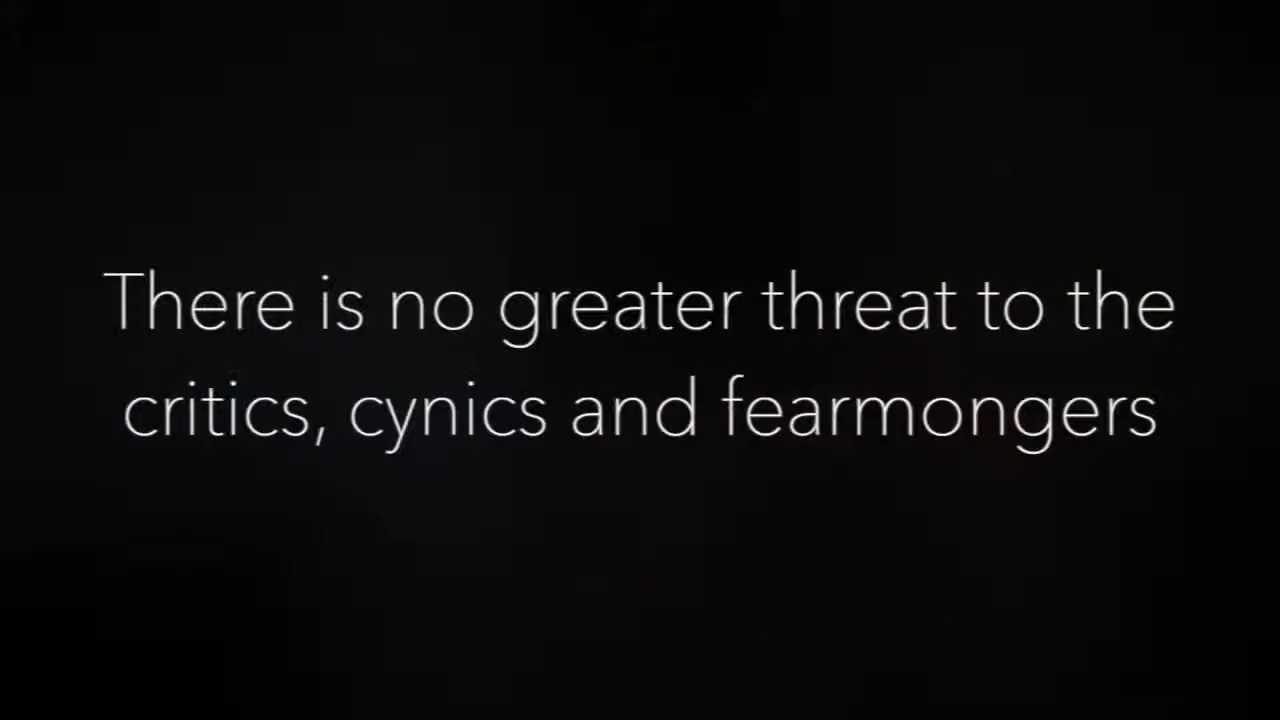 There is no greater threat to the
critics, cynics and fearmongers